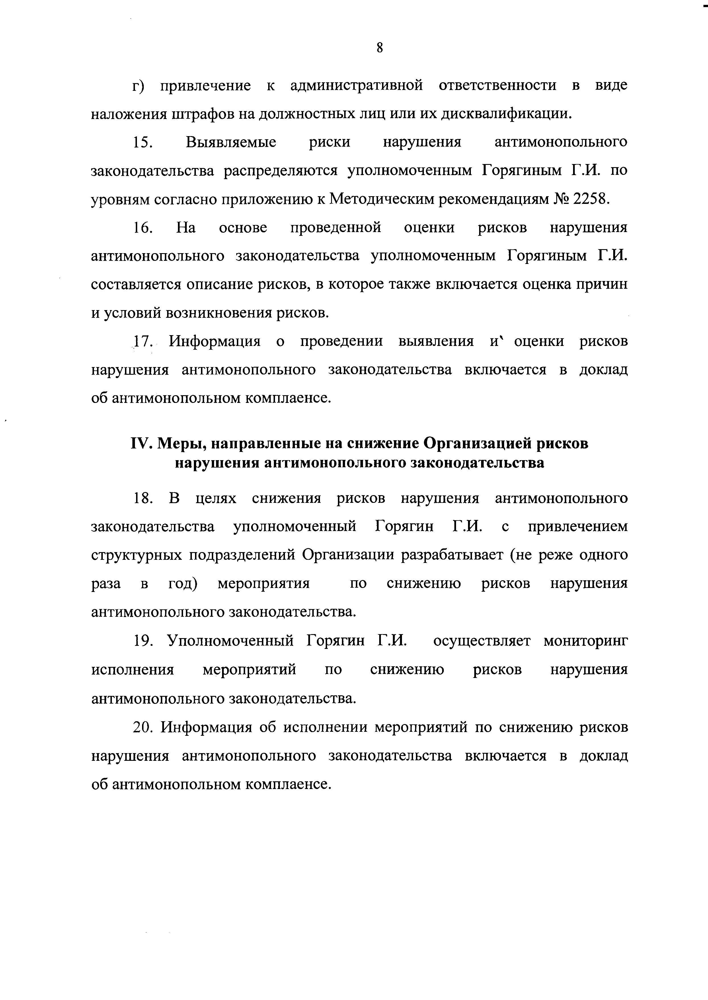 8
г) привлечение к административной ответственности в виде
наложения штрафов на должностных лиц или их дисквалификации.
15. Выявляемые риски нарушения антимонопольного
законодательства распределяются уполномоченным Горягиным Г.И. по
уровням согласно приложению к Методическим рекомендациям № 2258.
16. На основе проведенной оценки рисков нарушения
антимонопольного законодательства уполномоченным Горягиным Г.И.
составляется описание рисков, в которое также включается оценка причин
и условий возникновения рисков.
17. Информация о проведении выявления и оценки рисков
нарушения антимонопольного законодательства включается в доклад
об антимонопольном комплаенсе.
IV. Меры, направленные на снижение Организацией рисков
нарушения антимонопольного законодательства
18. В целях снижения рисков нарушения антимонопольного
законодательства уполномоченный Горягин Г.И. с привлечением
структурных подразделений Организации разрабатывает (не реже одного
раза в год) мероприятия по снижению рисков нарушения
антимонопольного законодательства.
19. Уполномоченный Горягин Г.И. осуществляет мониторинг
исполнения мероприятий по снижению рисков нарушения
антимонопольного законодательства.
20. Информация об исполнении мероприятий по снижению рисков
нарушения антимонопольного законодательства включается в доклад
об антимонопольном комплаенсе.